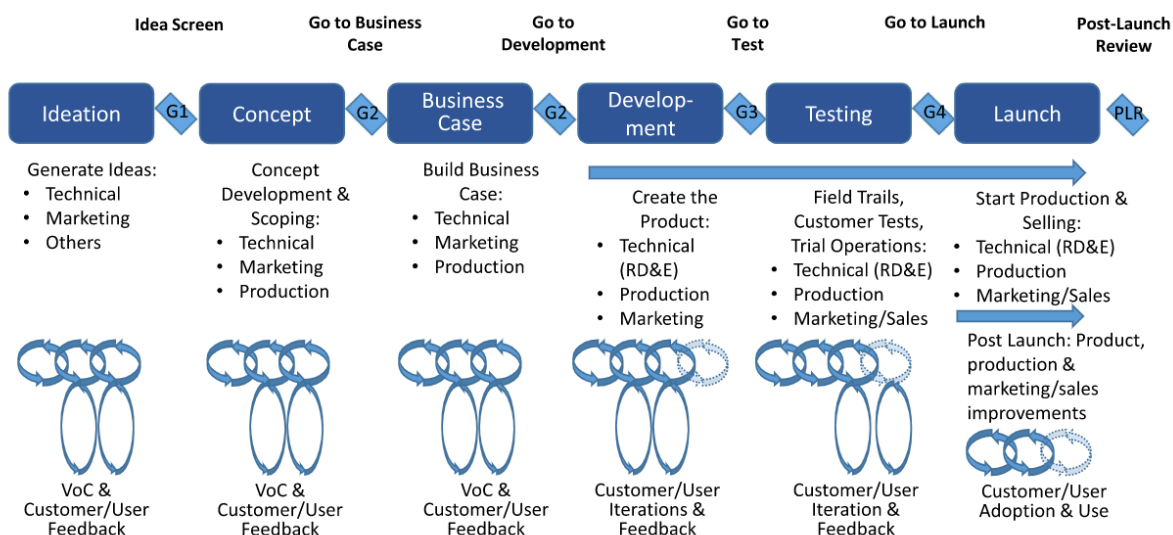 Idea Screen
Go to Business
Case
Go to
Development
Go to
Test
Go to Launch
Post-Launch
Review
Ideation
G1
Concept
G2
Business
Case
G2
Develop-
ment
G3
Testing
G4
Launch
PLR
Generate Ideas:
• Technical
• Marketing
• Others
Concept
Development &
Scoping:
• Technical
• Marketing
• Production
Build Business
Case:
• Technical
• Marketing
• Production
Create the
Product:
• Technical
(RD&E)
• Production
• Marketing
Field Trails,
Customer Tests,
Trial Operations:
• Technical (RD&E)
• Production
• Marketing/Sales
Start Production &
Selling:
• Technical (RD&E)
• Production
• Marketing/Sales
Post Launch: Product,
production &
marketing/sales
improvements
VoC &
Customer/User
Feedback
VoC &
Customer/User
Feedback
VoC &
Customer/User
Feedback
Customer/User
Iterations &
Feedback
Customer/User
Iteration &
Feedback
Customer/User
Adoption & Use